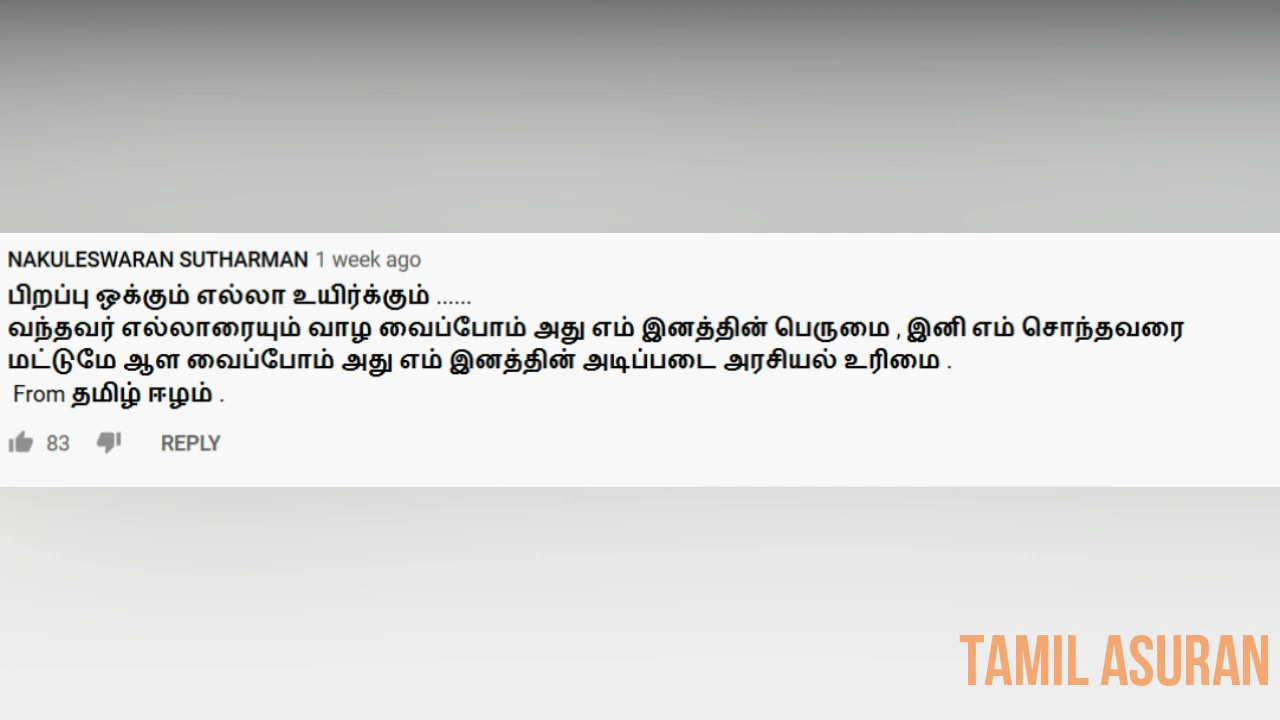 NAKULESWARAN SUTHARMAN 1 week ago
பிறப்பு ஒக்கும் எல்லா உயிர்க்கும் ......
வந்தவர் எல்லாரையும் வாழ வைப்போம் அது எம் இனத்தின் பெருமை , இனி எம் சொந்தவரை
மட்டுமே ஆள வைப்போம் அது எம் இனத்தின் அடிப்படை அரசியல் உரிமை .
From தமிழ் ஈழம் .
83 REPLY
TAMIL ASURAN